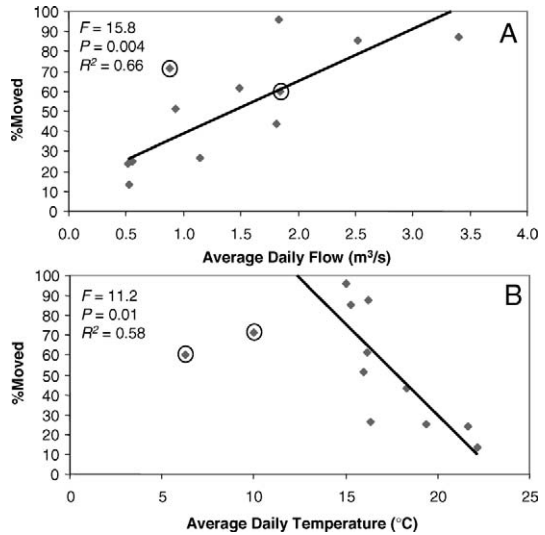 F = 15.8
P = 0.004
R² = 0.66
A
%Moved
100
90
80
70
60
50
40
30
20
10
0
0.0 0.5 1.0 1.5 2.0 2.5 3.0 3.5 4.0
Average Daily Flow (m³/s)
F = 11.2
P = 0.01
R² = 0.58
B
%Moved
100
90
80
70
60
50
40
30
20
10
0
0 5 10 15 20 25
Average Daily Temperature (°C)